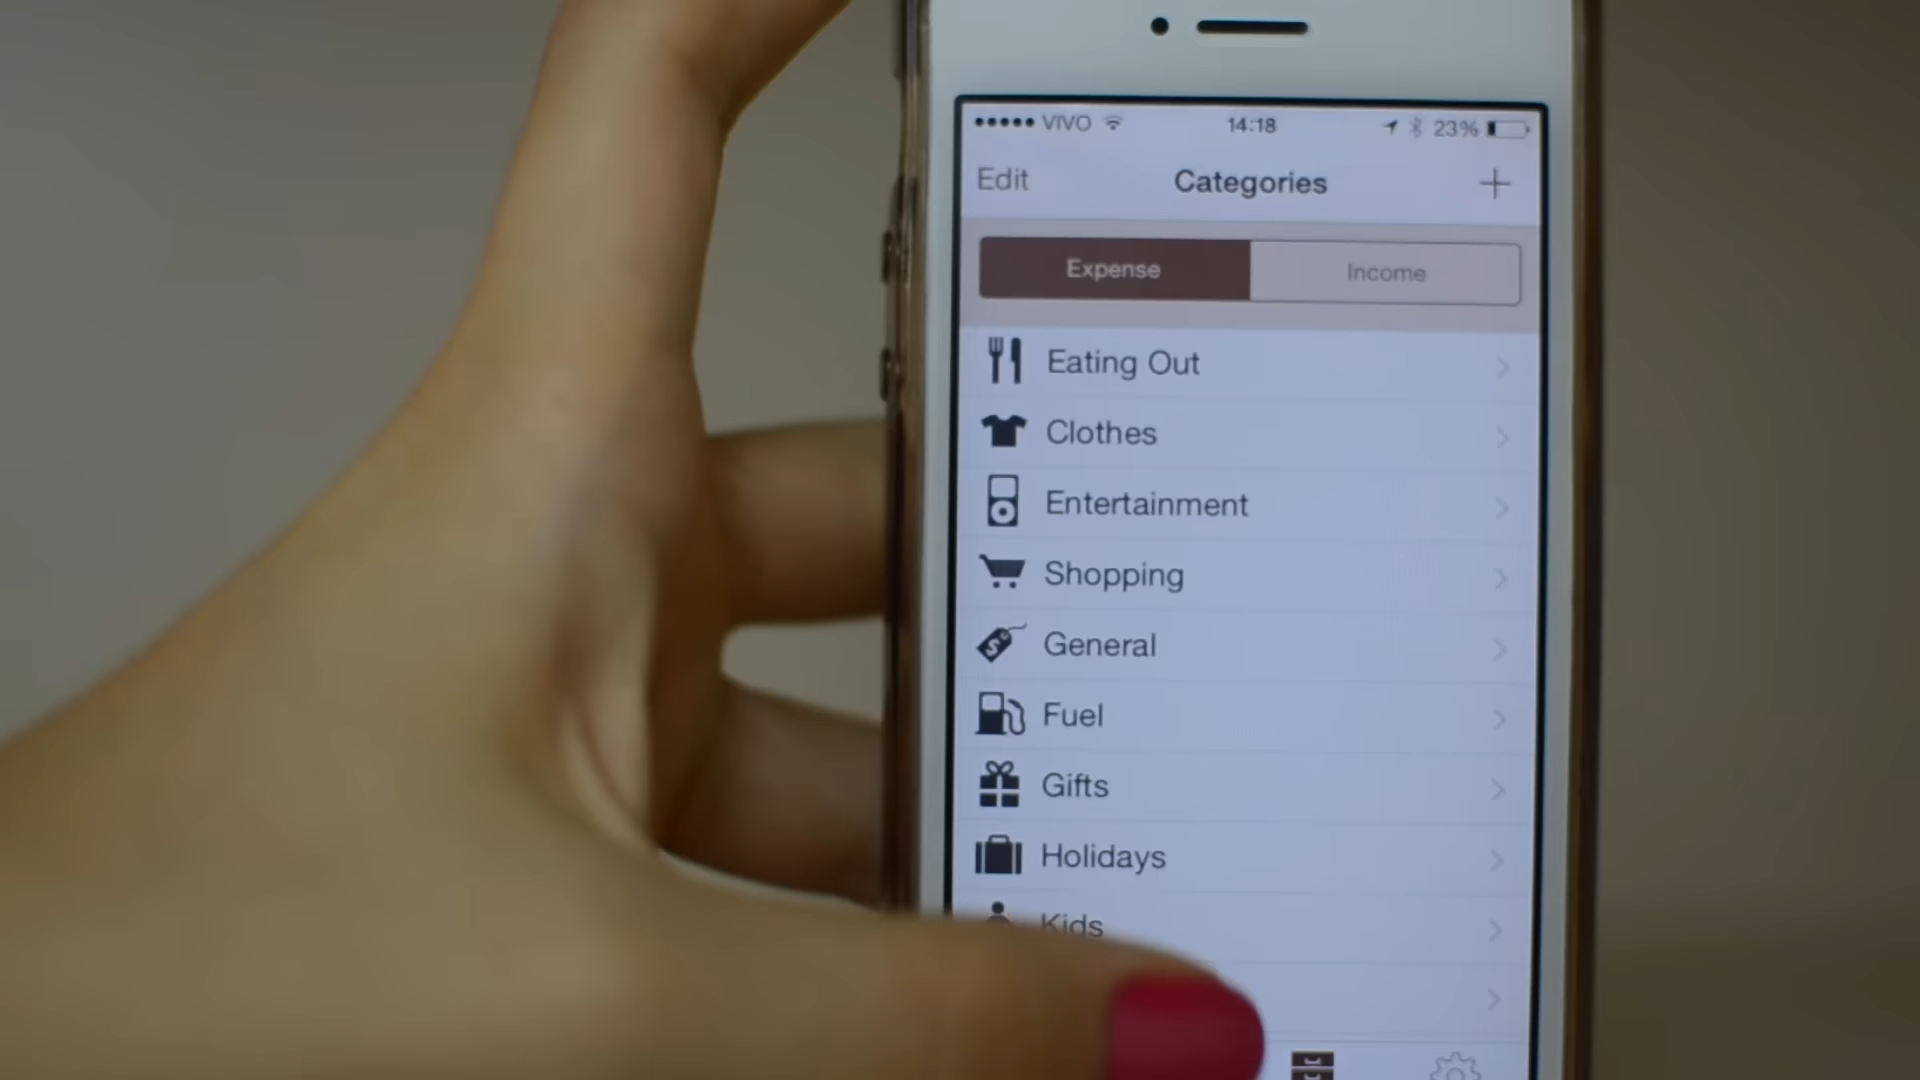 VIVO 14:18 23%
Edit Categories +
Expense Income
Eating Out
Clothes
Entertainment
Shopping
General
Fuel
Gifts
Holidays
Kids